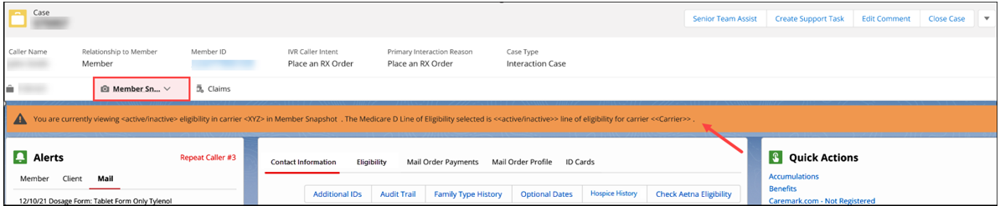 Case
Senior Team Assist Create Support Task Edit Comment Close Case
Caller Name Relationship to Member Member ID IVR Caller Intent Primary Interaction Reason Case Type
Member Place an RX Order Place an RX Order Interaction Case
Member Sn... Claims
You are currently viewing <active/inactive> eligibility in carrier <XYZ> in Member Snapshot . The Medicare D Line of Eligibility selected is <<active/inactive>> line of eligibility for carrier <<Carrier>> .
Alerts Repeat Caller #3
Member Client Mail
12/10/21 Dosage Form: Tablet Form Only Tylenol
Contact Information Eligibility Mail Order Payments Mail Order Profile ID Cards
Additional IDs Audit Trail Family Type History Optional Dates Hospice History Check Aetna Eligibility
Quick Actions
Accumulations
Benefits
Caremark.com - Not Registered